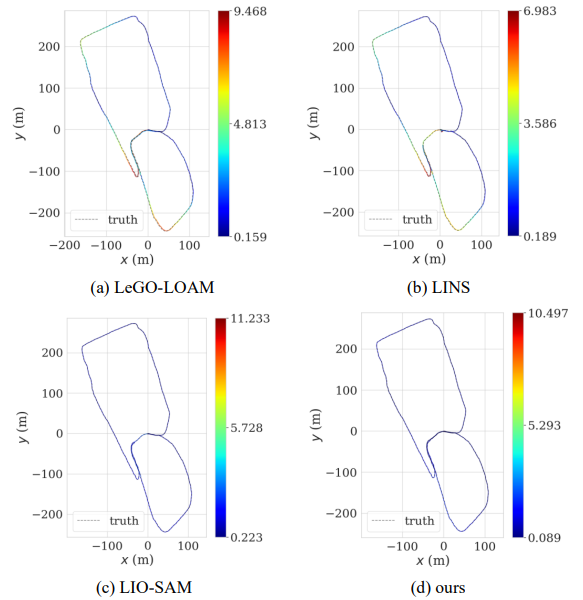 9.468
200
100
0
−100
−200
y (m)
4.813
0.159
truth
−200 −100 0 100
x (m)
(a) LeGO-LOAM
6.983
200
100
0
−100
−200
y (m)
3.586
0.189
truth
−100 0 100
x (m)
(b) LINS
11.233
200
100
0
−100
−200
y (m)
5.728
0.223
truth
−100 0 100
x (m)
(c) LIO-SAM
10.497
200
100
0
−100
−200
y (m)
5.293
0.089
truth
−100 0 100
x (m)
(d) ours